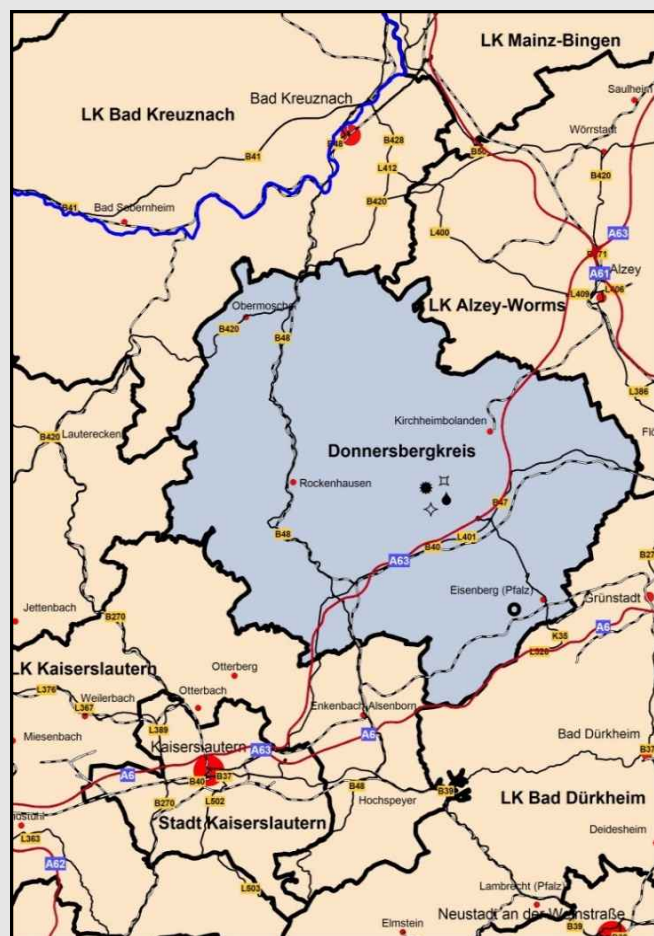 LK Mainz-Bingen
Saulheim
LK Bad Kreuznach
Bad Kreuznach
B48
B428
B50
Wörrstadt
B41
L412
B420
B420
B41
Bad Sobernheim
L400
A63
B271
A61
Alzey
L409
L406
LK Alzey-Worms
Obermoschel
B420
B48
L386
Kirchheimbolanden
B420
Lauterecken
Donnersbergkreis
Rockenhausen
B47
B48
L401
B40
A63
Eisenberg (Pfalz)
Grünstadt
Jettenbach
B270
A6
K35
L520
LK Kaiserslautern
Otterberg
L376
Weilerbach
L367
Otterbach
Enkenbach-Alsenborn
L389
Miesenbach
Kaiserslautern
A63
A6
Bad Dürkheim
A6
B40
B37
B48
B39
B270
L502
Hochspeyer
LK Bad Dürkheim
Stadt Kaiserslautern
L363
Deidesheim
A62
L503
Lambrecht (Pfalz)
Neustadt an der Weinstraße
Elmstein
B39